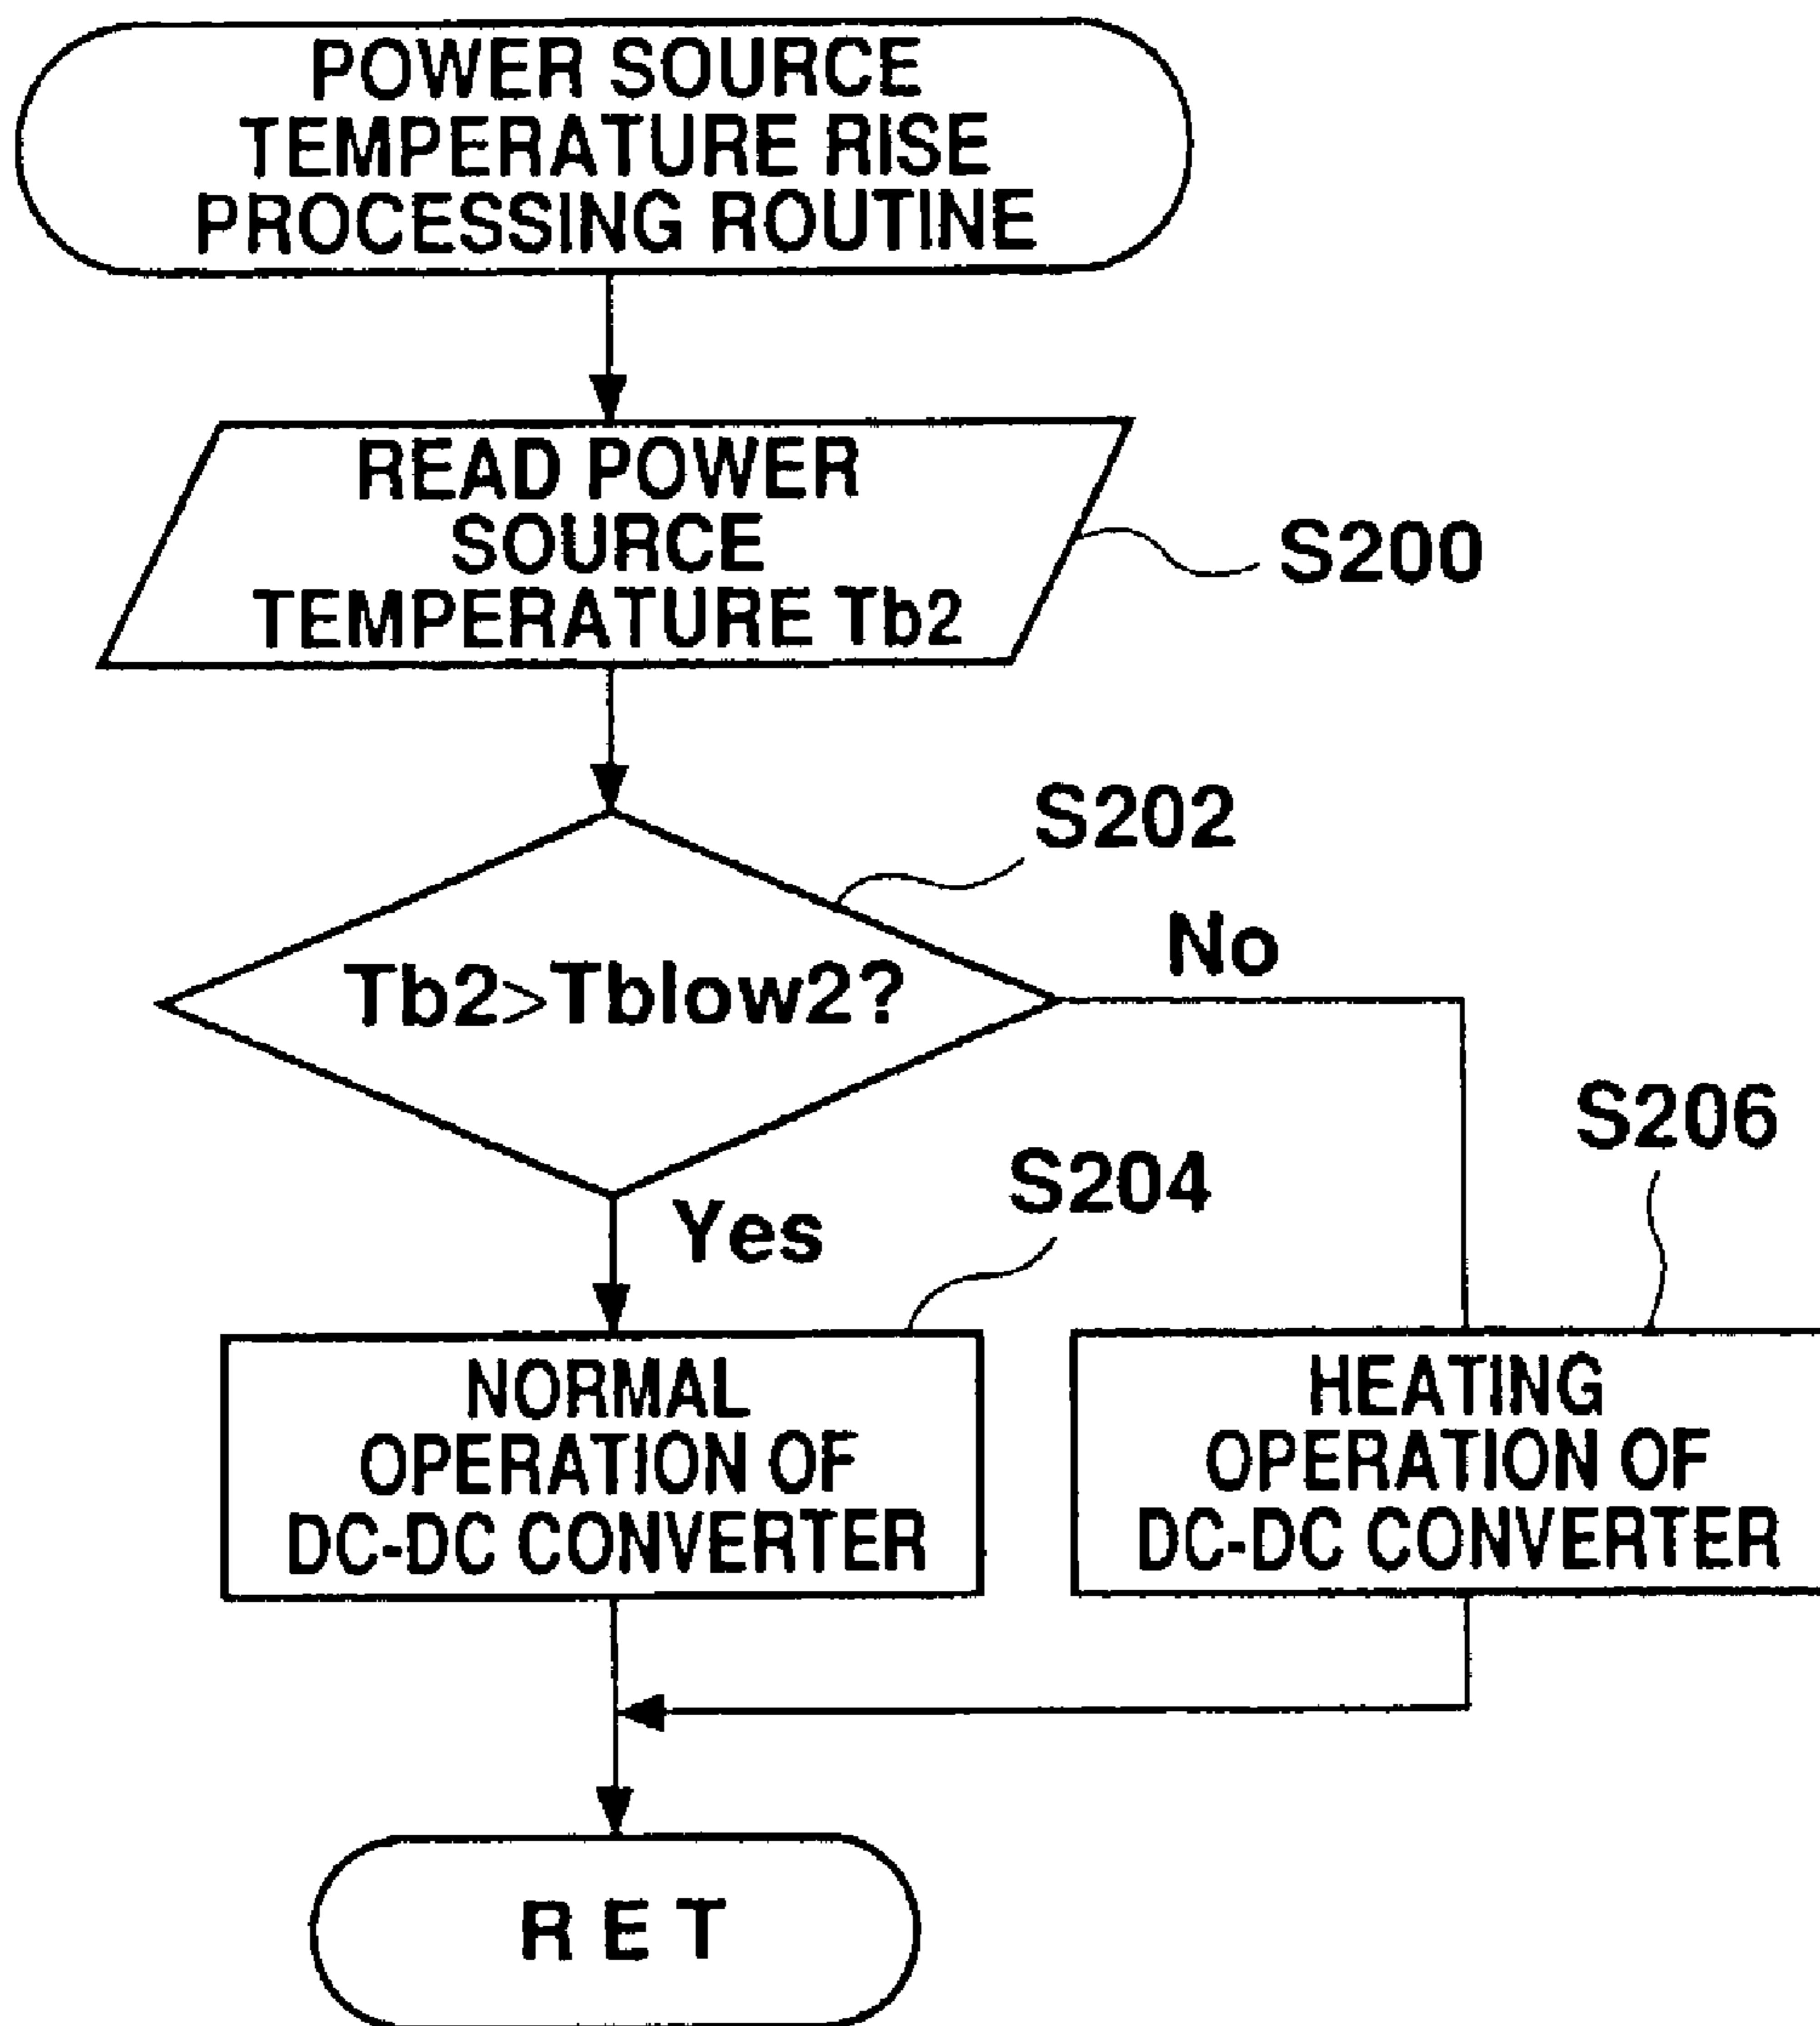 POWER SOURCE
TEMPERATURE RISE
PROCESSING ROUTINE
READ POWER
SOURCE
TEMPERATURE Tb2
S200
S202
Tb2>Tblow2?
No
Yes
S204
S206
NORMAL
OPERATION OF
DC-DC CONVERTER
HEATING
OPERATION OF
DC-DC CONVERTER
RET